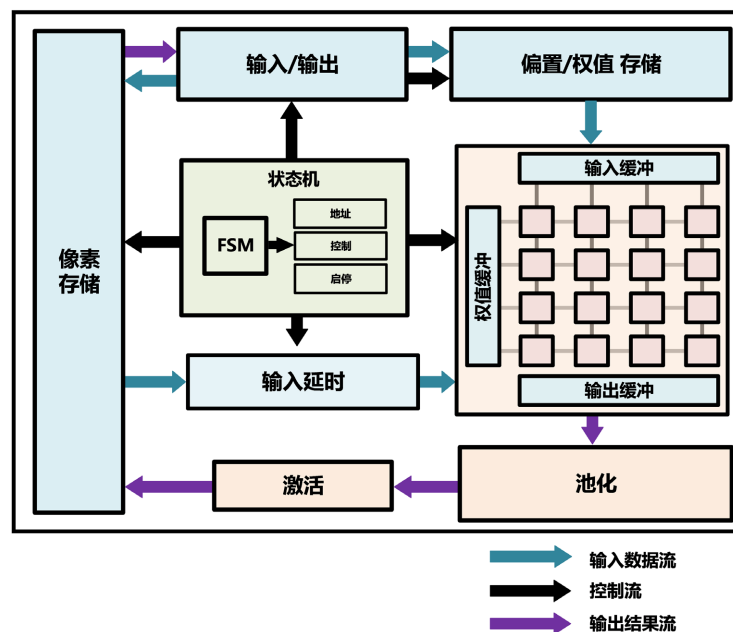 输入/输出
偏置/权值 存储
状态机
FSM
地址
控制
启停
像素
存储
输入缓冲
权值缓冲
输出缓冲
输入延时
激活
池化
输入数据流
控制流
输出结果流